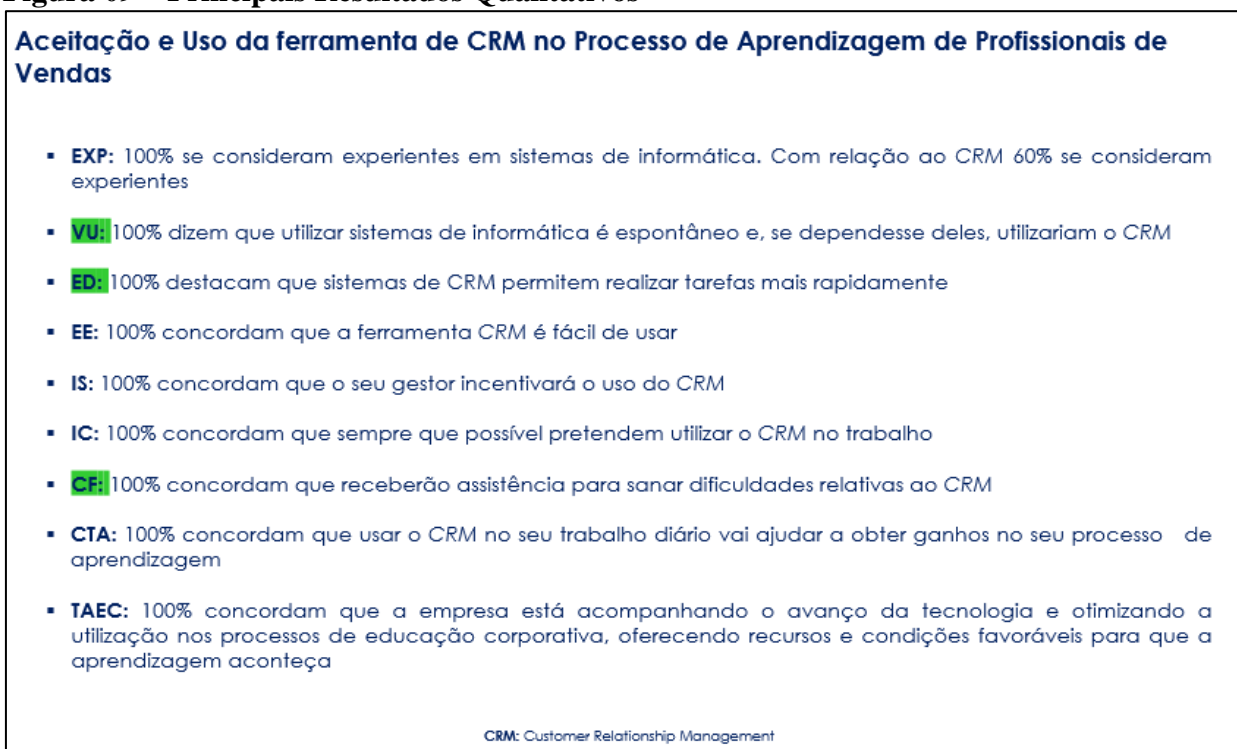 Aceitação e Uso da ferramenta de CRM no Processo de Aprendizagem de Profissionais de
Vendas
▪ EXP: 100% se consideram experientes em sistemas de informática. Com relação ao CRM 60% se consideram
experientes
▪ VU: 100% dizem que utilizar sistemas de informática é espontâneo e, se dependesse deles, utilizariam o CRM
▪ ED: 100% destacam que sistemas de CRM permitem realizar tarefas mais rapidamente
▪ EE: 100% concordam que a ferramenta CRM é fácil de usar
▪ IS: 100% concordam que o seu gestor incentivará o uso do CRM
▪ IC: 100% concordam que sempre que possível pretendem utilizar o CRM no trabalho
▪ CF: 100% concordam que receberão assistência para sanar dificuldades relativas ao CRM
▪ CTA: 100% concordam que usar o CRM no seu trabalho diário vai ajudar a obter ganhos no seu processo de
aprendizagem
▪ TAEC: 100% concordam que a empresa está acompanhando o avanço da tecnologia e otimizando a
utilização nos processos de educação corporativa, oferecendo recursos e condições favoráveis para que a
aprendizagem aconteça
CRM: Customer Relationship Management